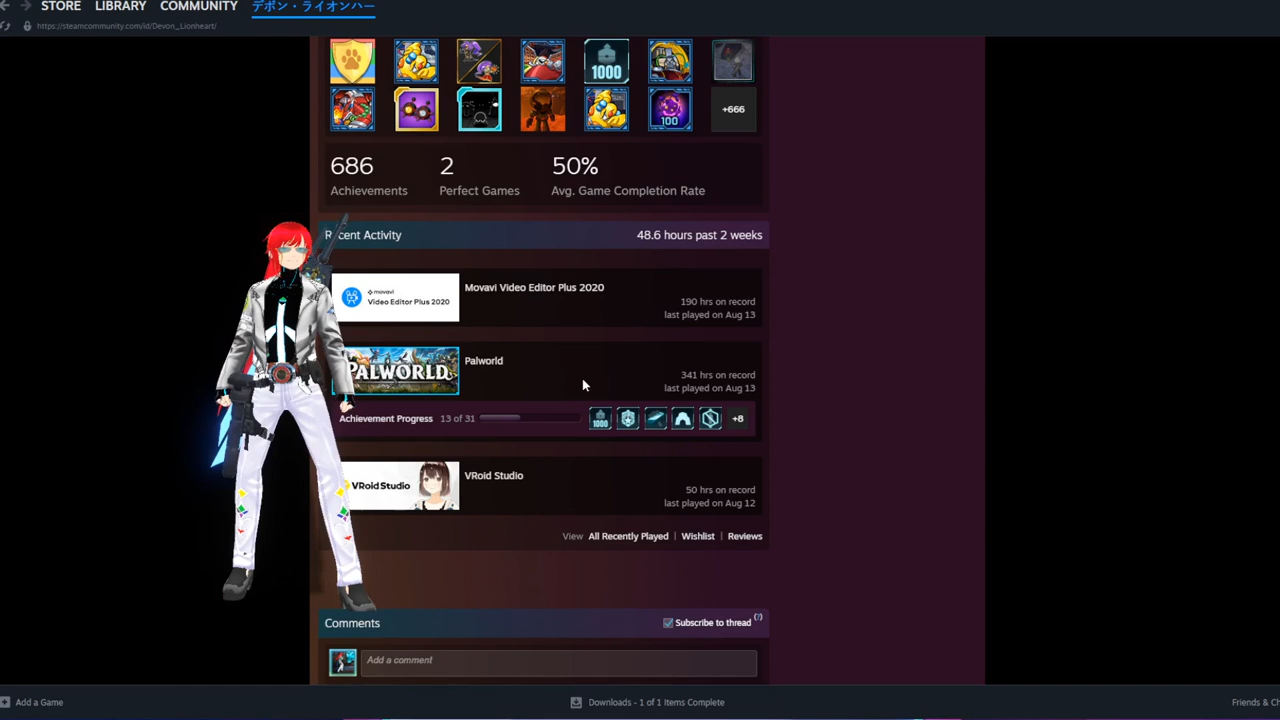 STORE LIBRARY COMMUNITY デボン・ライオンハー
https://steamcommunity.com/id/Devon_Lionheart/
1000
100
+666
686 2 50%
Achievements Perfect Games Avg. Game Completion Rate
Recent Activity 48.6 hours past 2 weeks
movavi
Video Editor Plus 2020
Movavi Video Editor Plus 2020
190 hrs on record
last played on Aug 13
PALWORLD
Palworld
341 hrs on record
last played on Aug 13
Achievement Progress 13 of 31 1000 +8
VRoid Studio
VRoid Studio
50 hrs on record
last played on Aug 12
View All Recently Played | Wishlist | Reviews
Comments Subscribe to thread (?)
Add a comment
Add a Game Downloads - 1 of 1 Items Complete Friends & Ch